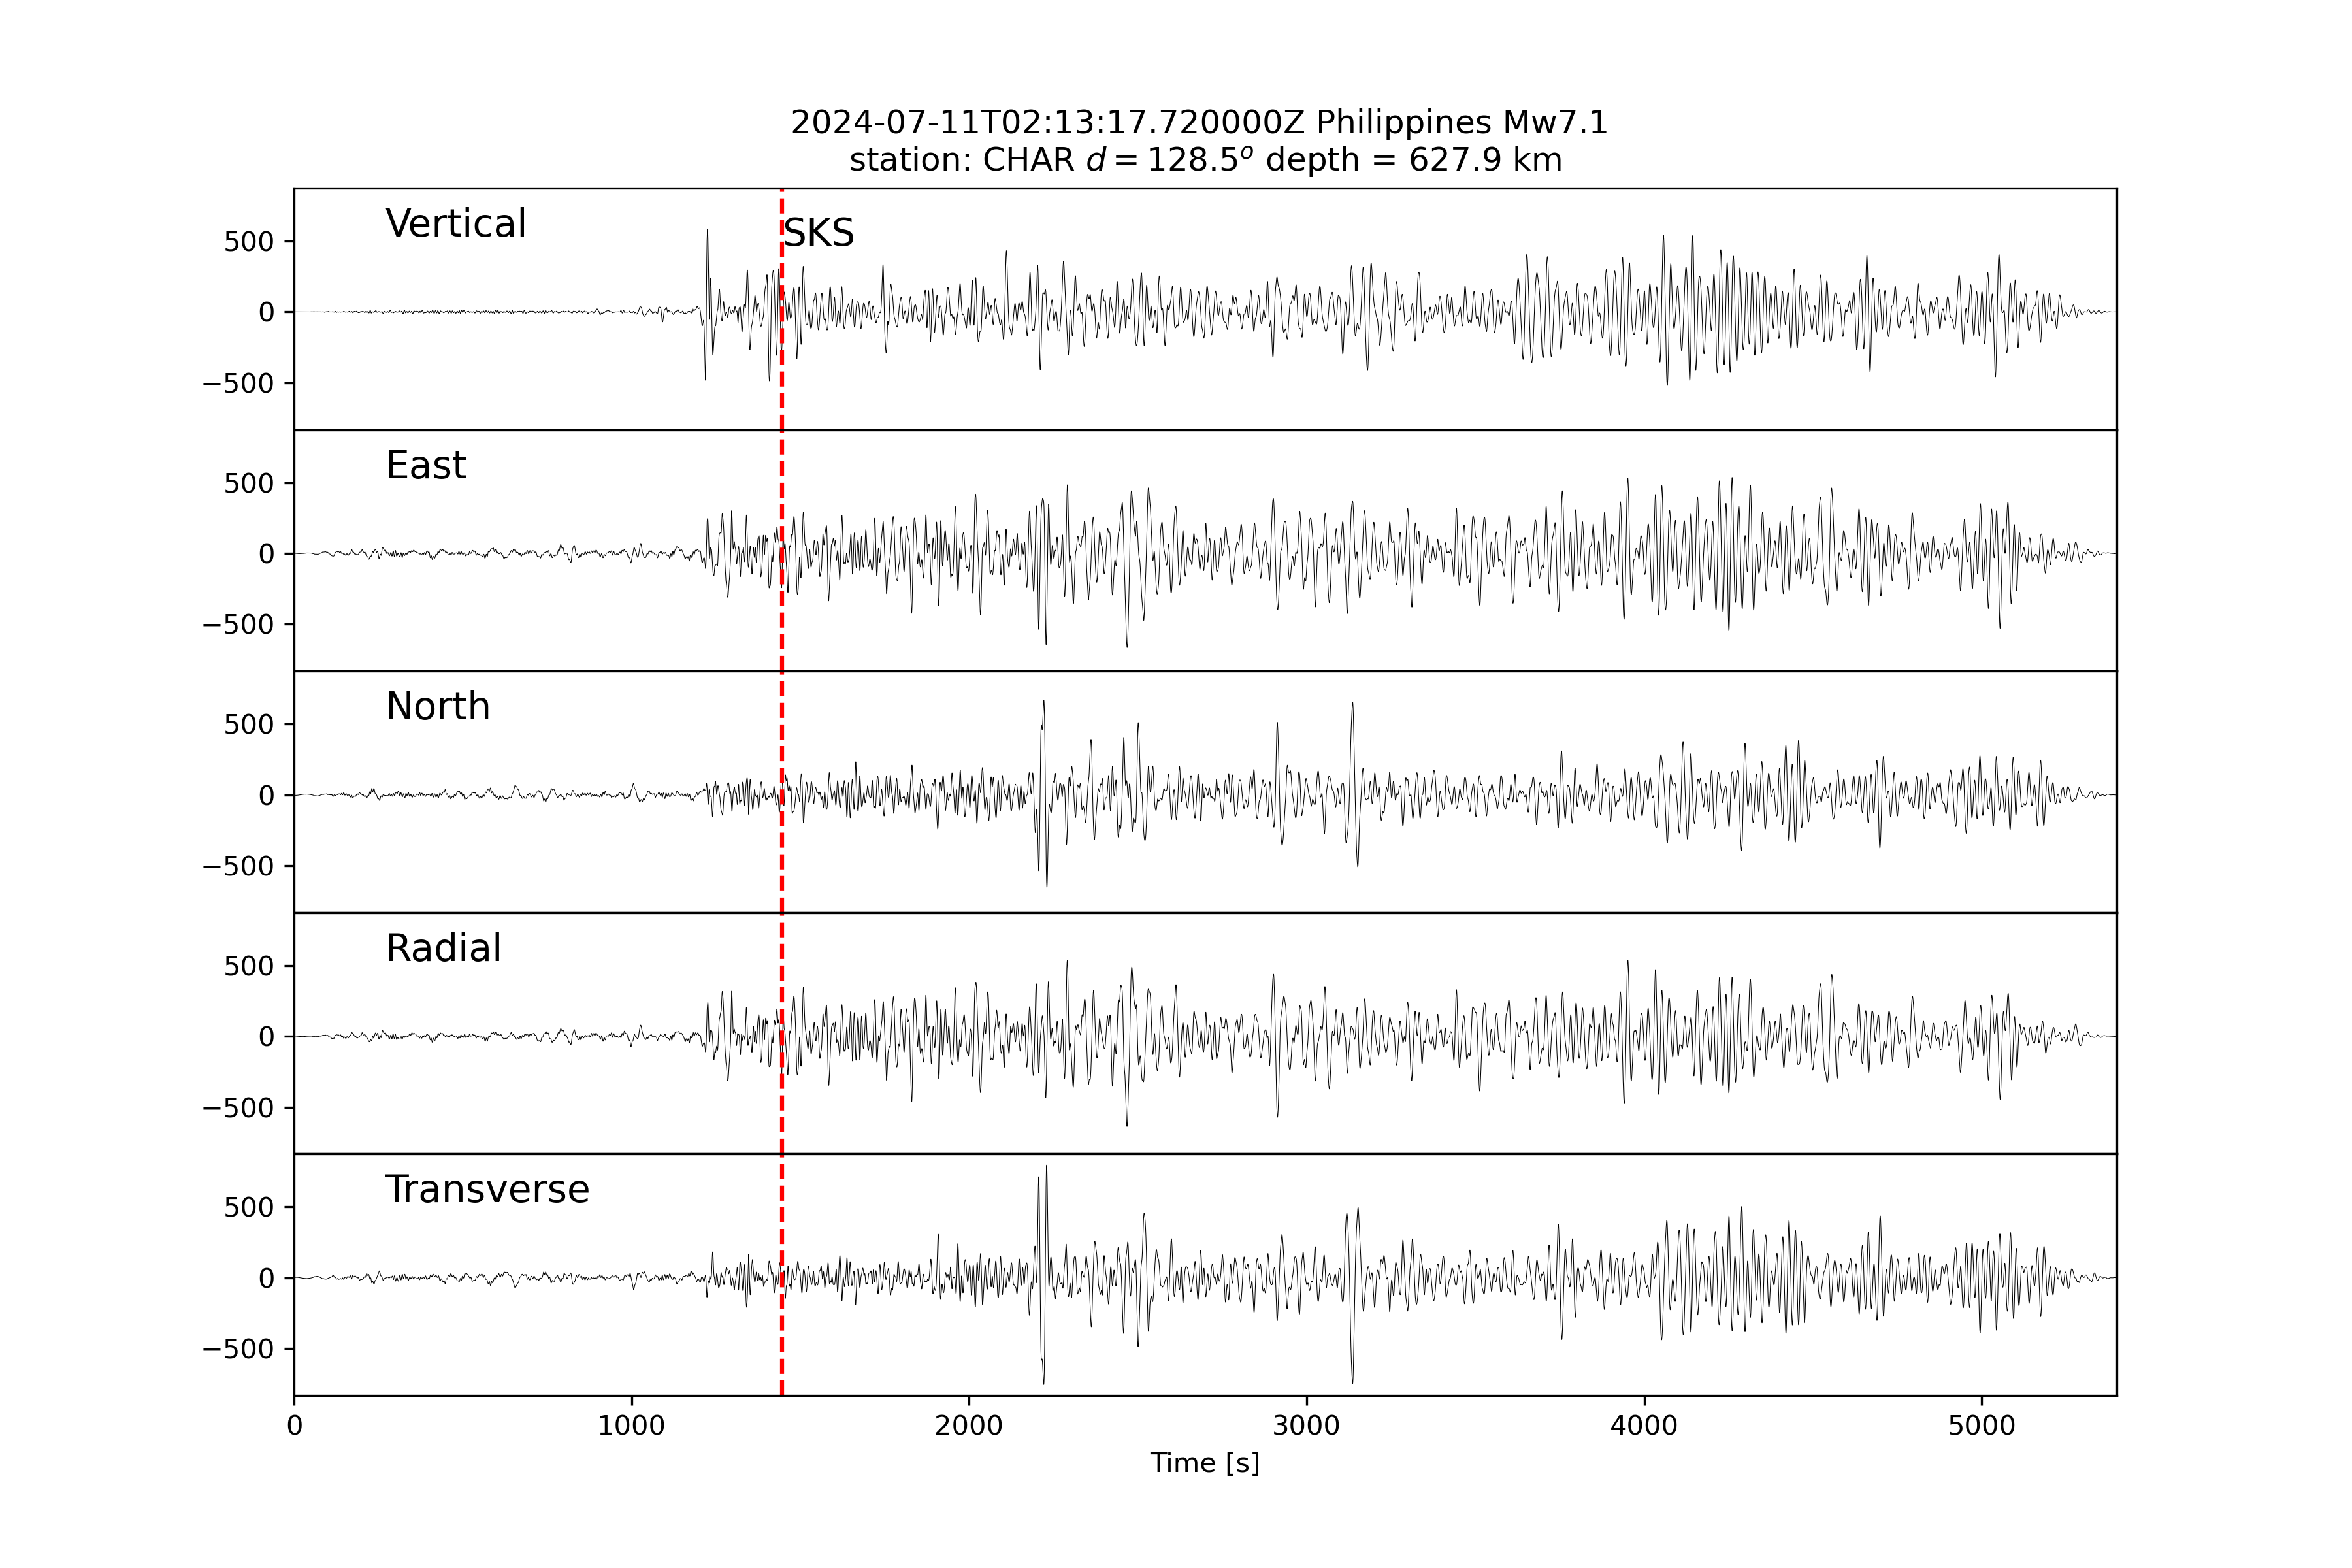 2024-07-11T02:13:17.720000Z Philippines Mw7.1
station: CHAR d = 128.5° depth = 627.9 km
Vertical
SKS
500
0
−500
East
500
0
−500
North
500
0
−500
Radial
500
0
−500
Transverse
500
0
−500
0 1000 2000 3000 4000 5000
Time [s]